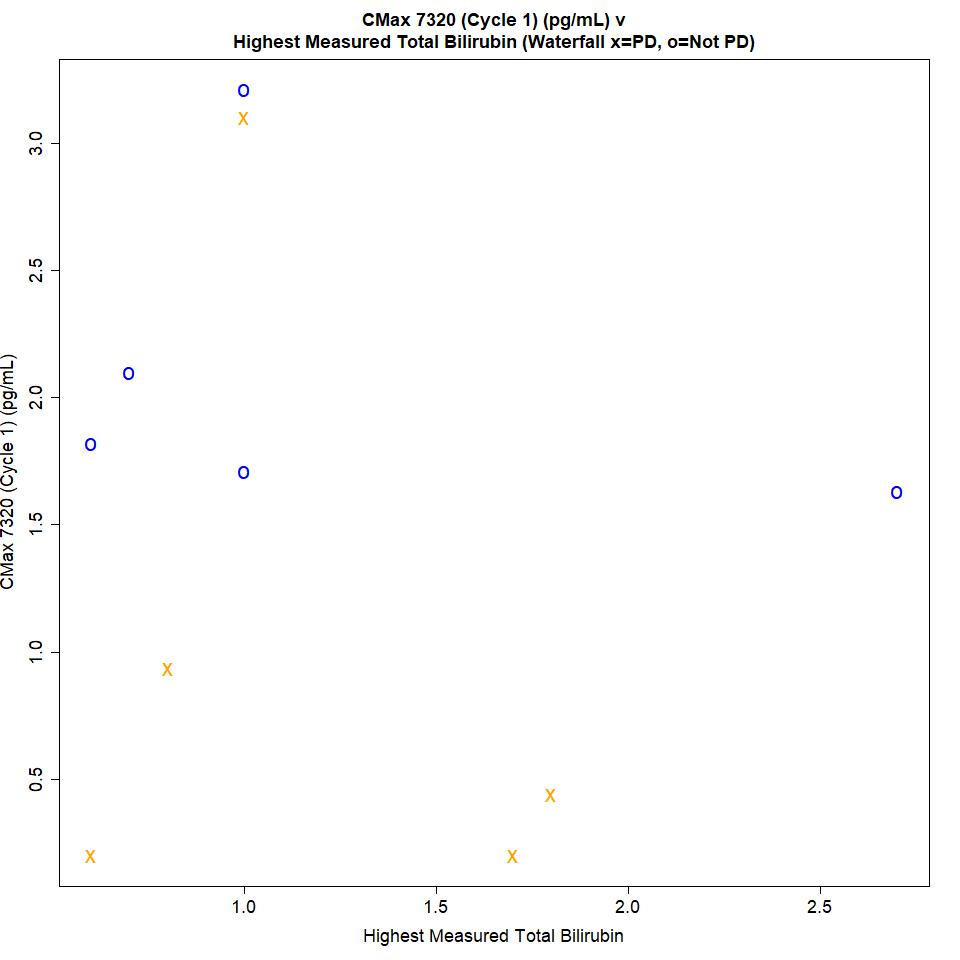 CMax 7320 (Cycle 1) (pg/mL) v
Highest Measured Total Bilirubin (Waterfall x=PD, o=Not PD)
CMax 7320 (Cycle 1) (pg/mL)
3.0
2.5
2.0
1.5
1.0
0.5
O
X
O
O
O
O
X
X
X
X
1.0
1.5
2.0
2.5
Highest Measured Total Bilirubin